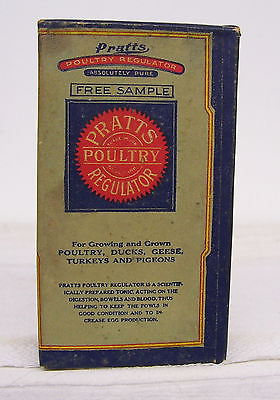 Pratts
POULTRY REGULATOR
ABSOLUTELY PURE
FREE SAMPLE
PRATTS
TRADE MARK
POULTRY
REGULATOR
For Growing and Grown
POULTRY, DUCKS, GEESE,
TURKEYS AND PIGEONS
PRATTS POULTRY REGULATOR IS A SCIENTIF-
ICALLY PREPARED TONIC, ACTING ON THE
DIGESTION, BOWELS AND BLOOD, THUS
HELPING TO KEEP THE FOWLS IN
GOOD CONDITION AND TO IN-
CREASE EGG PRODUCTION.